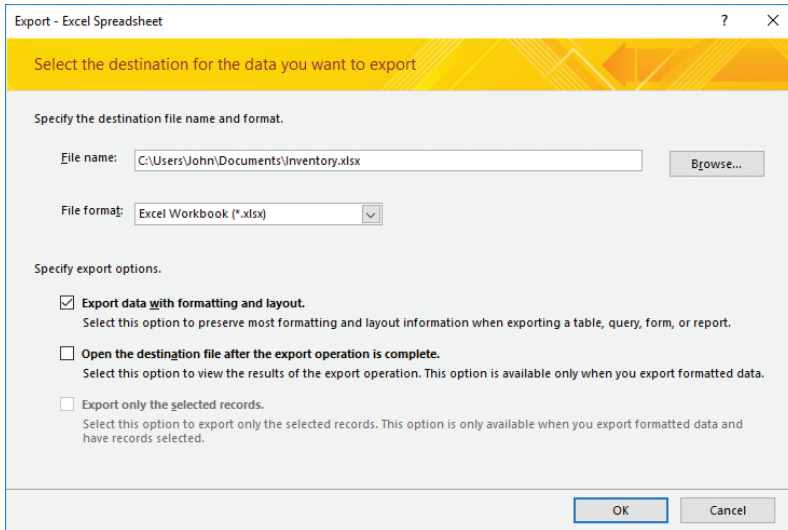 Export - Excel Spreadsheet
Select the destination for the data you want to export
Specify the destination file name and format.
File name: C:\Users\John\Documents\Inventory.xlsx Browse...
File format: Excel Workbook (*.xlsx)
Specify export options.
Export data with formatting and layout.
Select this option to preserve most formatting and layout information when exporting a table, query, form, or report.
Open the destination file after the export operation is complete.
Select this option to view the results of the export operation. This option is available only when you export formatted data.
Export only the selected records.
Select this option to export only the selected records. This option is only available when you export formatted data and
have records selected.
OK Cancel